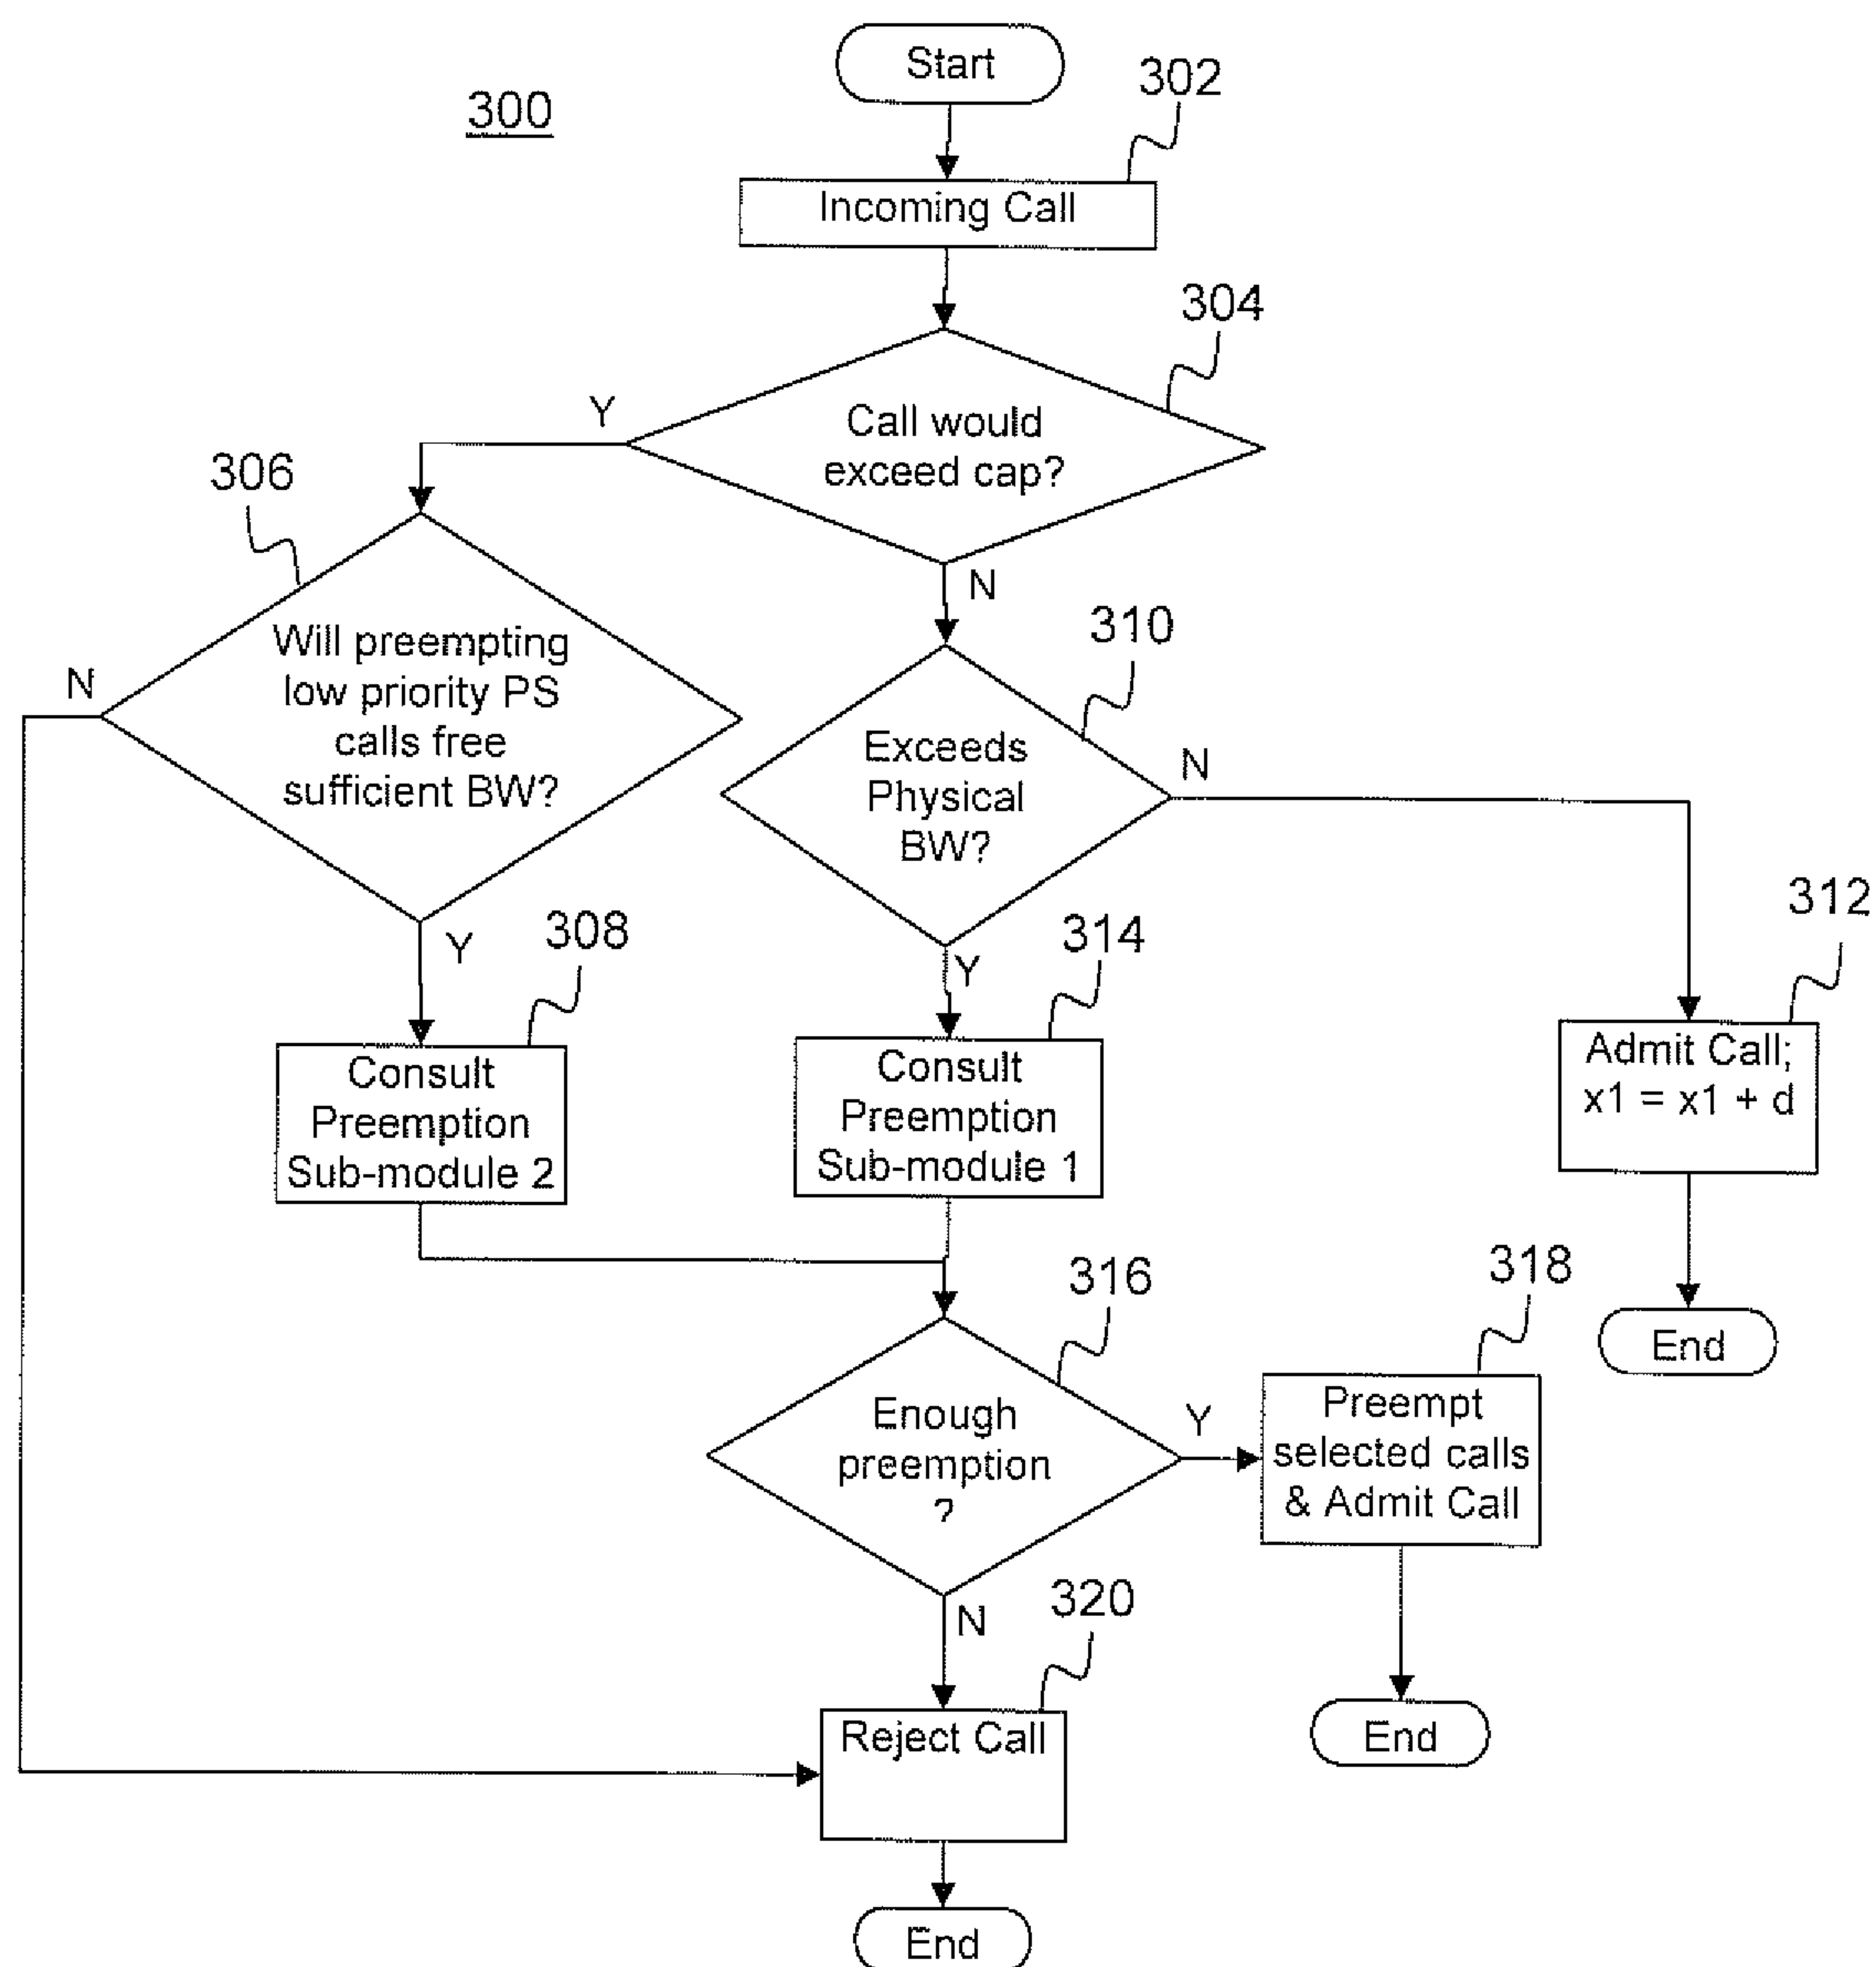 300
Start
302
Incoming Call
304
Call would
exceed cap?
Y
N
306
Will preempting
low priority PS
calls free
sufficient BW?
N
Y
310
Exceeds
Physical
BW?
N
Y
308
Consult
Preemption
Sub-module 2
314
Consult
Preemption
Sub-module 1
312
Admit Call;
x1 = x1 + d
End
316
Enough
preemption
?
Y
N
318
Preempt
selected calls
& Admit Call
End
320
Reject Call
End